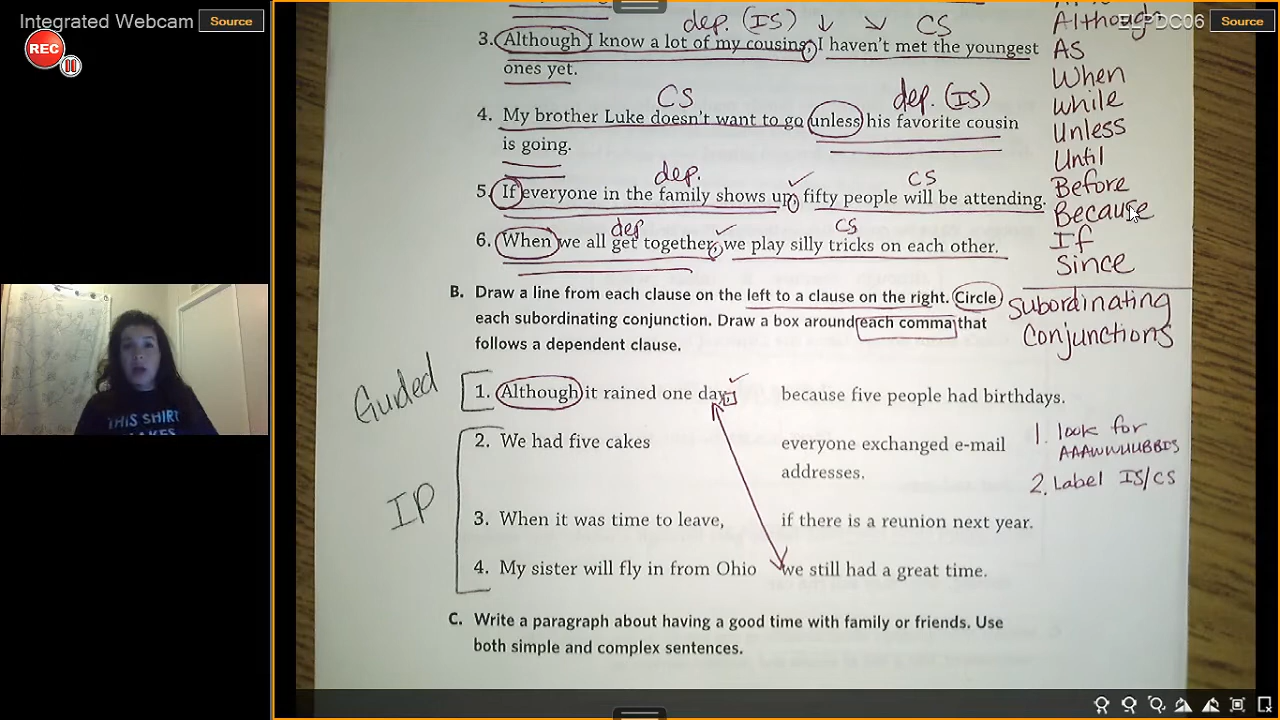 Integrated Webcam
Source
REC
Source
Although
dep. (IS)
CS
3. Although I know a lot of my cousins, I haven't met the youngest
ones yet.
AS
When
While
Unless
Until
Before
Because
If
Since
Subordinating
Conjunctions
CS
dep. (IS)
4. My brother Luke doesn't want to go unless his favorite cousin
is going.
dep.
CS
5. If everyone in the family shows up, fifty people will be attending.
dep
CS
6. When we all get together, we play silly tricks on each other.
B. Draw a line from each clause on the left to a clause on the right. Circle
each subordinating conjunction. Draw a box around each comma that
follows a dependent clause.
Guided
1. Although it rained one day,
because five people had birthdays.
IP
2. We had five cakes
everyone exchanged e-mail
addresses.
3. When it was time to leave,
if there is a reunion next year.
4. My sister will fly in from Ohio
we still had a great time.
1. look for
AAAWWUUBBIS
2. Label IS/CS
C. Write a paragraph about having a good time with family or friends. Use
both simple and complex sentences.
THIS SHIRT